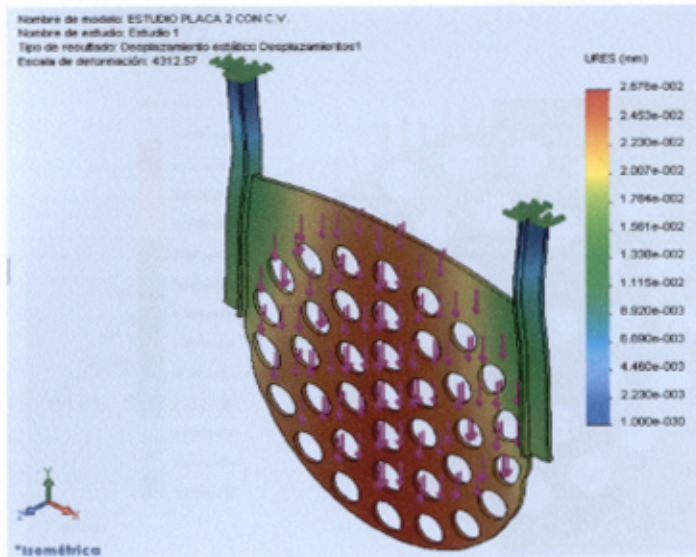 Nombre de modelo: ESTUDIO PLACA 2 CON C.V.
Nombre de estudio: Estudio 1
Tipo de resultado: Desplazamiento estático Desplazamientos1
Escala de deformación: 4312.57
URES (mm)
2.676e-002
2.453e-002
2.230e-002
2.007e-002
1.784e-002
1.561e-002
1.338e-002
1.115e-002
8.920e-003
6.690e-003
4.460e-003
2.230e-003
1.000e-030
Y
Z
X
*Isométrica